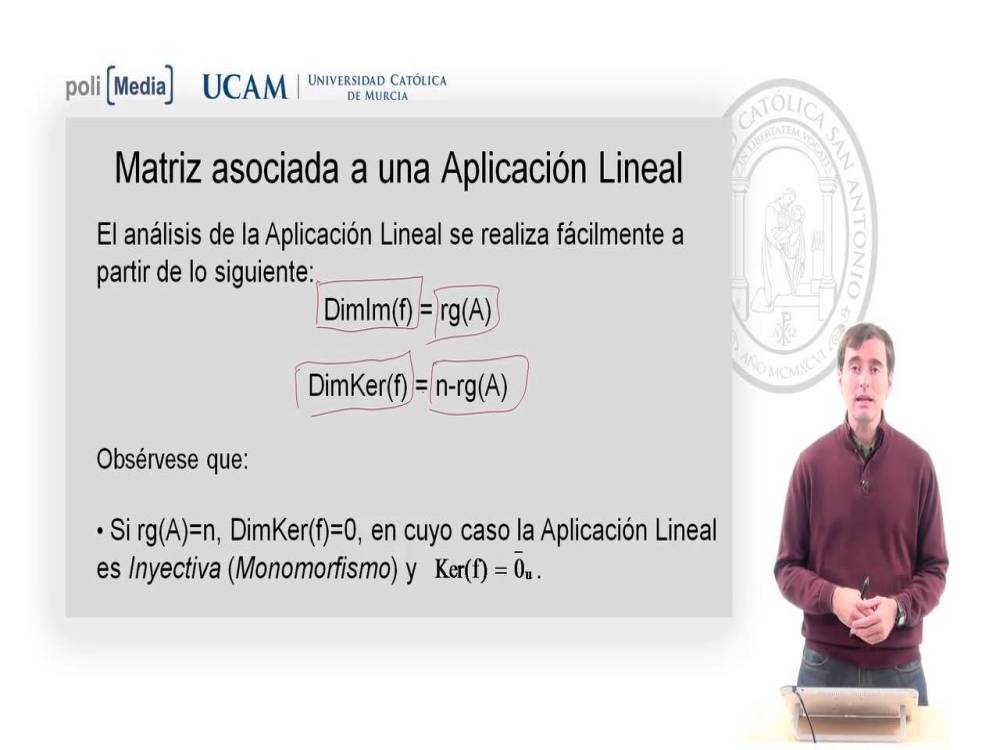 poli [Media]
UCAM | UNIVERSIDAD CATÓLICA
DE MURCIA
CATÓLICA SAN ANTONIO
AÑO MCMXCVI
Matriz asociada a una Aplicación Lineal
El análisis de la Aplicación Lineal se realiza fácilmente a
partir de lo siguiente:
DimIm(f) = rg(A)
DimKer(f) = n-rg(A)
Obsérvese que:
• Si rg(A)=n, DimKer(f)=0, en cuyo caso la Aplicación Lineal
es Inyectiva (Monomorfismo) y Ker(f) = 0̄ᵤ .